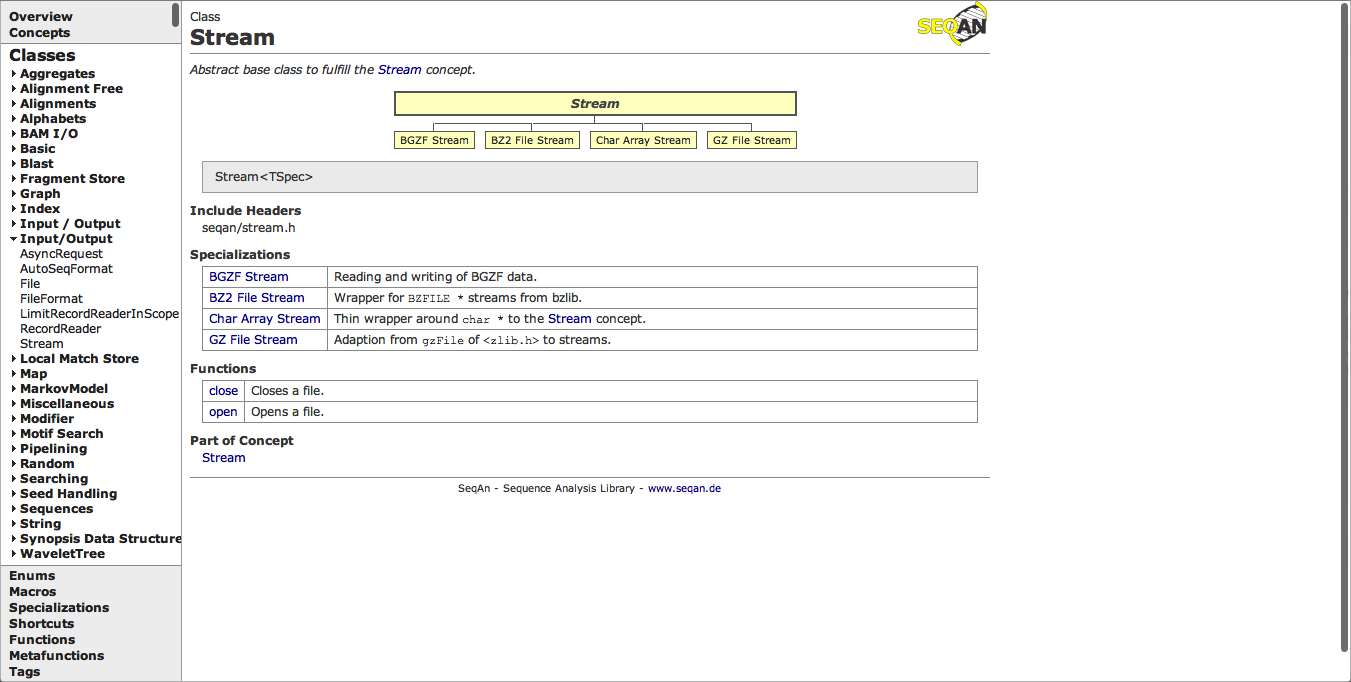 Overview
Concepts
Classes
Aggregates
Alignment Free
Alignments
Alphabets
BAM I/O
Basic
Blast
Fragment Store
Graph
Index
Input / Output
Input/Output
AsyncRequest
AutoSeqFormat
File
FileFormat
LimitRecordReaderInScope
RecordReader
Stream
Local Match Store
Map
MarkovModel
Miscellaneous
Modifier
Motif Search
Pipelining
Random
Searching
Seed Handling
Sequences
String
Synopsis Data Structure
WaveletTree
Enums
Macros
Specializations
Shortcuts
Functions
Metafunctions
Tags
Class
Stream
SEQAN
Abstract base class to fulfill the Stream concept.
Stream
BGZF Stream BZ2 File Stream Char Array Stream GZ File Stream
Stream<TSpec>
Include Headers
seqan/stream.h
Specializations
BGZF Stream Reading and writing of BGZF data.
BZ2 File Stream Wrapper for BZFILE * streams from bzlib.
Char Array Stream Thin wrapper around char * to the Stream concept.
GZ File Stream Adaption from gzFile of <zlib.h> to streams.
Functions
close Closes a file.
open Opens a file.
Part of Concept
Stream
SeqAn - Sequence Analysis Library - www.seqan.de